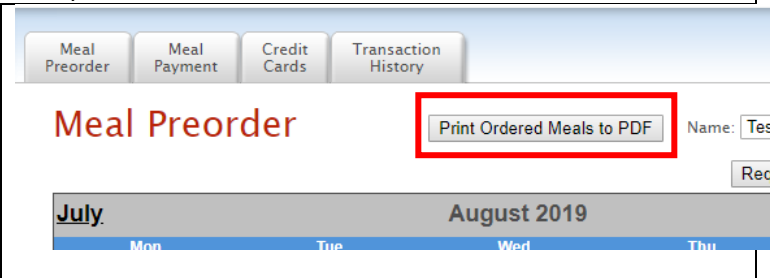 Meal Preorder
Meal Payment
Credit Cards
Transaction History
Meal Preorder
Print Ordered Meals to PDF
Name:
July
August 2019
Mon Tue Wed Thu